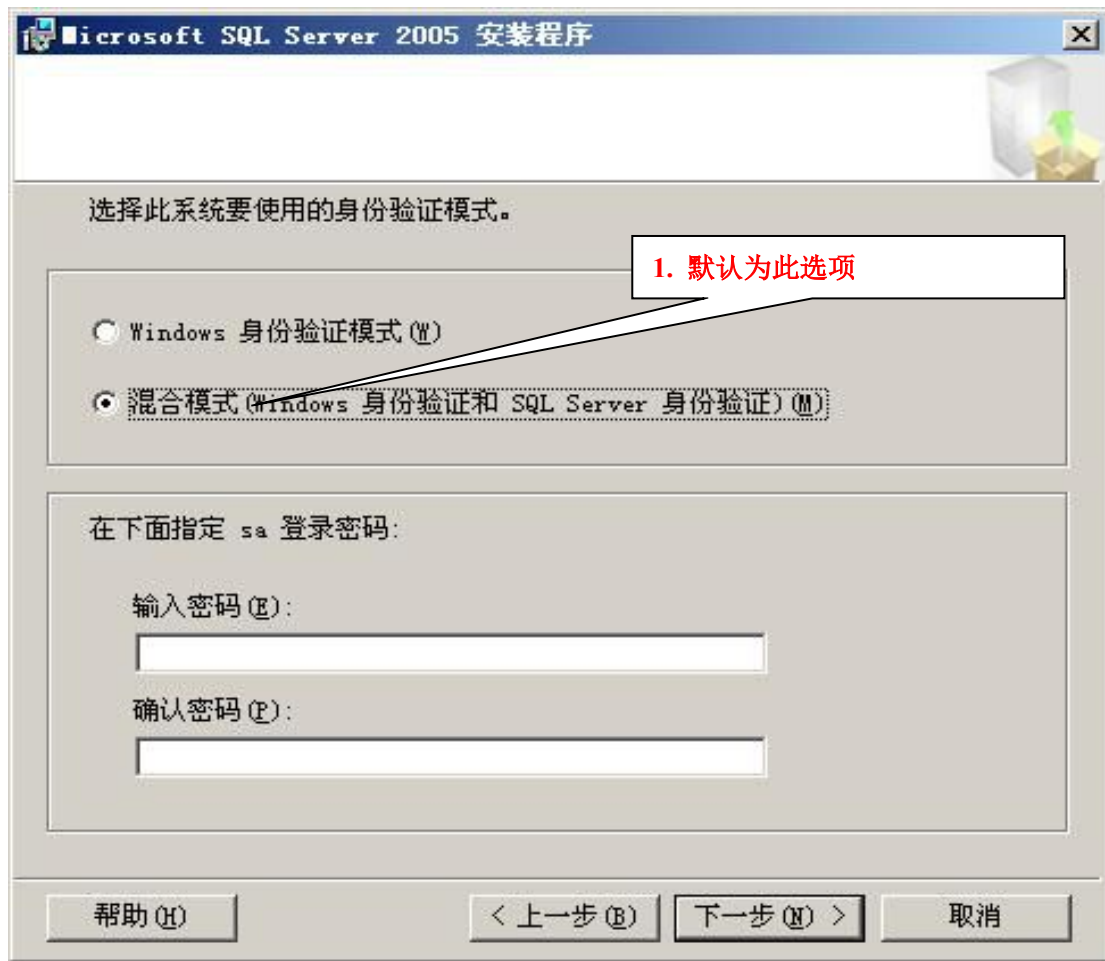 Microsoft SQL Server 2005 安装程序
选择此系统要使用的身份验证模式。
1. 默认为此选项
Windows 身份验证模式(W)
混合模式(Windows 身份验证和 SQL Server 身份验证)(M)
在下面指定 sa 登录密码:
输入密码(E):
确认密码(P):
帮助(H)
< 上一步(B)
下一步(N) >
取消